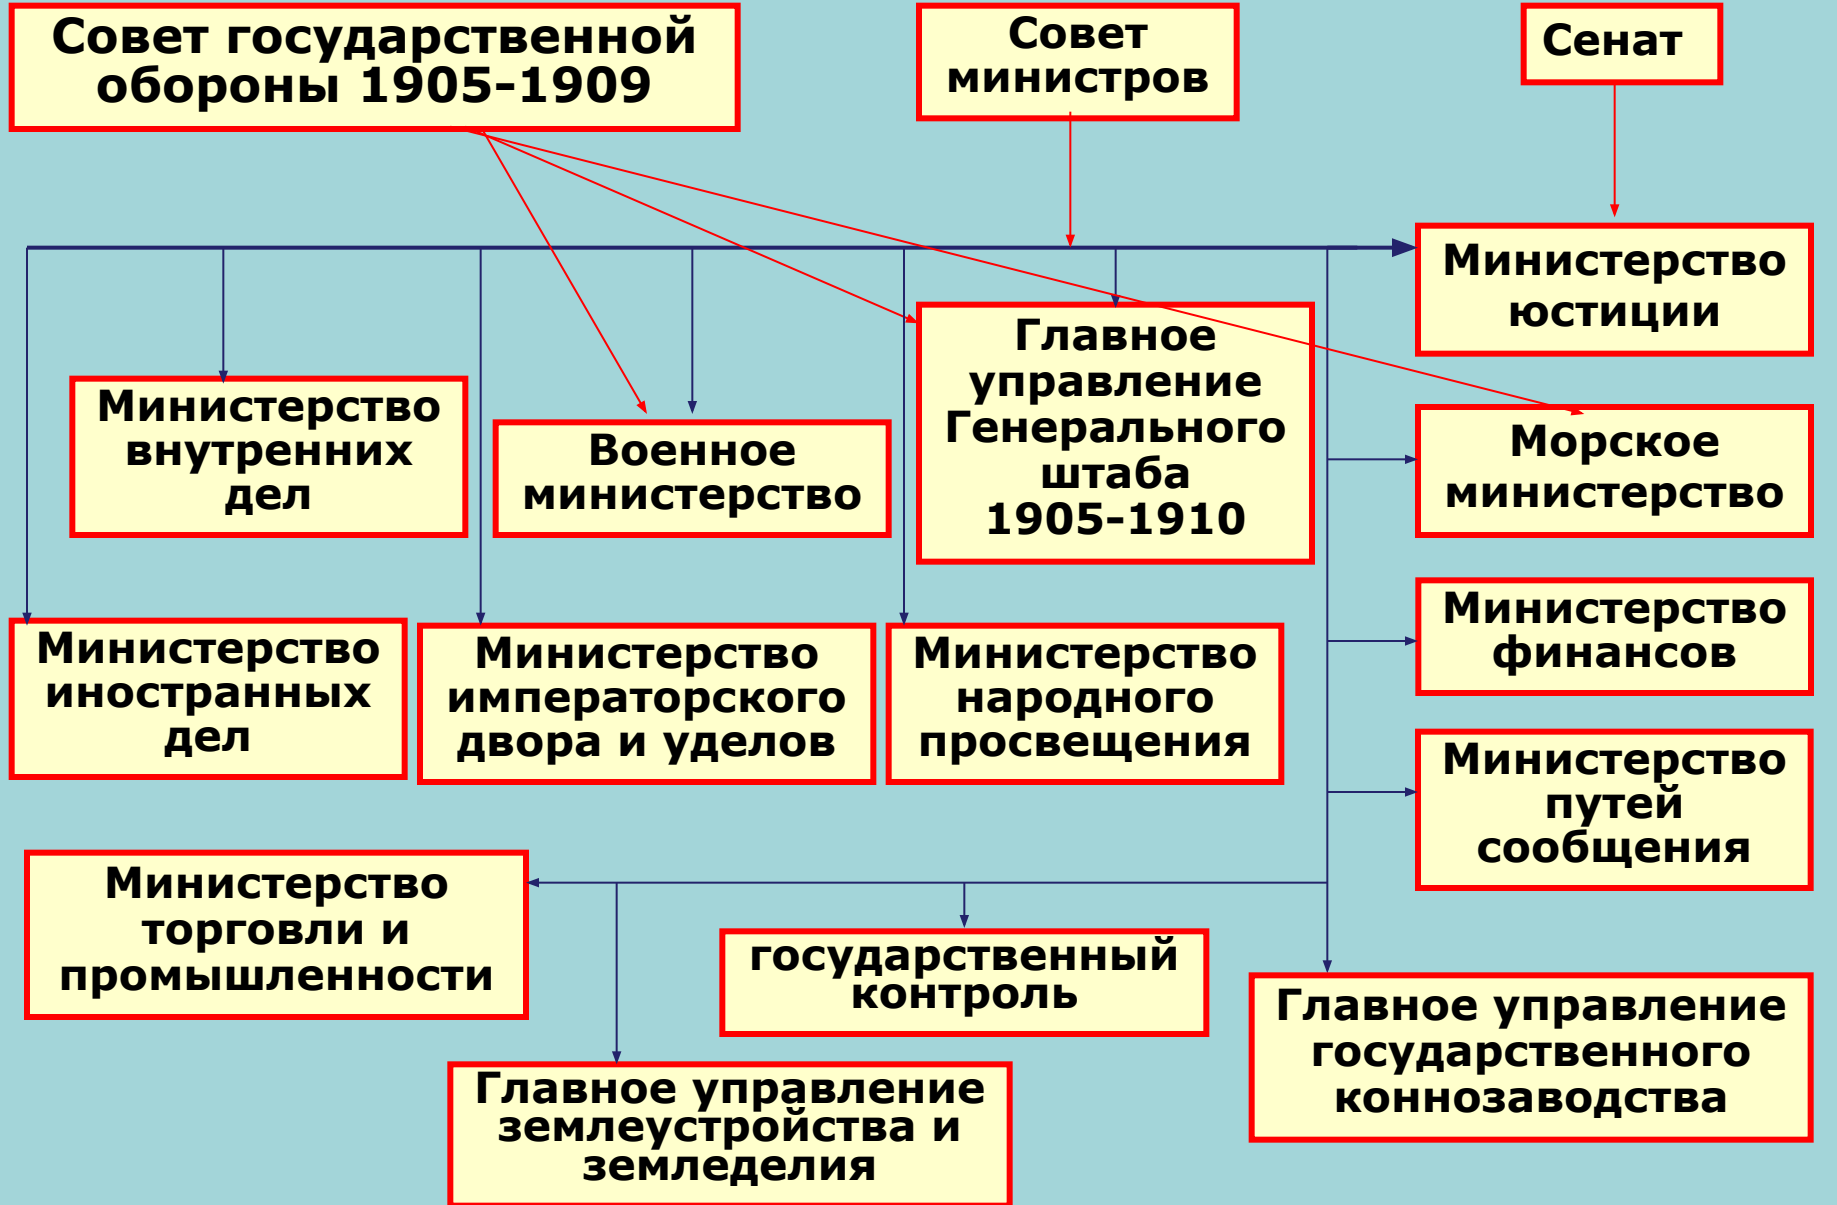 Совет государственной
обороны 1905-1909
Совет
министров
Сенат
Министерство
юстиции
Главное
управление
Генерального
штаба
1905-1910
Министерство
внутренних
дел
Военное
министерство
Морское
министерство
Министерство
финансов
Министерство
иностранных
дел
Министерство
императорского
двора и уделов
Министерство
народного
просвещения
Министерство
путей
сообщения
Министерство
торговли и
промышленности
государственный
контроль
Главное управление
государственного
коннозаводства
Главное управление
землеустройства и
земледелия